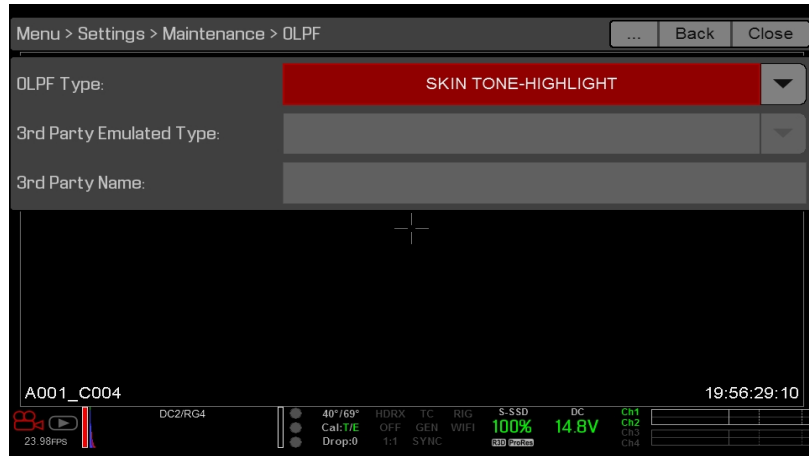 Menu > Settings > Maintenance > OLPF ... Back Close
OLPF Type: SKIN TONE-HIGHLIGHT
3rd Party Emulated Type:
3rd Party Name:
A001_C004 19:56:29:10
DC2/RG4 40°/69° HDRX TC RIG S-SSD DC Ch1
Cal:T/E OFF GEN WIFI 100% 14.8V Ch2
23.98FPS Drop:0 1:1 SYNC R3D ProRes Ch3
Ch4